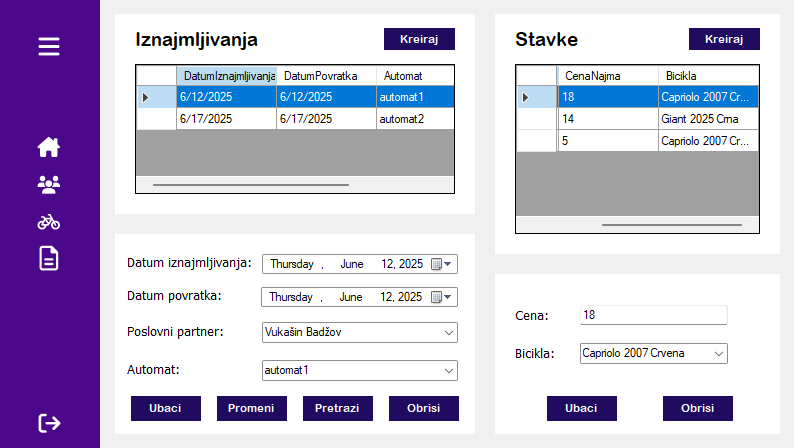 Iznajmljivanja
Kreiraj
DatumIznajmljivanja DatumPovratka Automat
6/12/2025 6/12/2025 automat1
6/17/2025 6/17/2025 automat2
Datum iznajmljivanja: Thursday , June 12, 2025
Datum povratka: Thursday , June 12, 2025
Poslovni partner: Vukašin Badžov
Automat: automat1
Ubaci Promeni Pretrazi Obrisi
Stavke
Kreiraj
CenaNajma Bicikla
18 Capriolo 2007 Cr...
14 Giant 2025 Crna
5 Capriolo 2007 Cr...
Cena: 18
Bicikla: Capriolo 2007 Crvena
Ubaci Obrisi